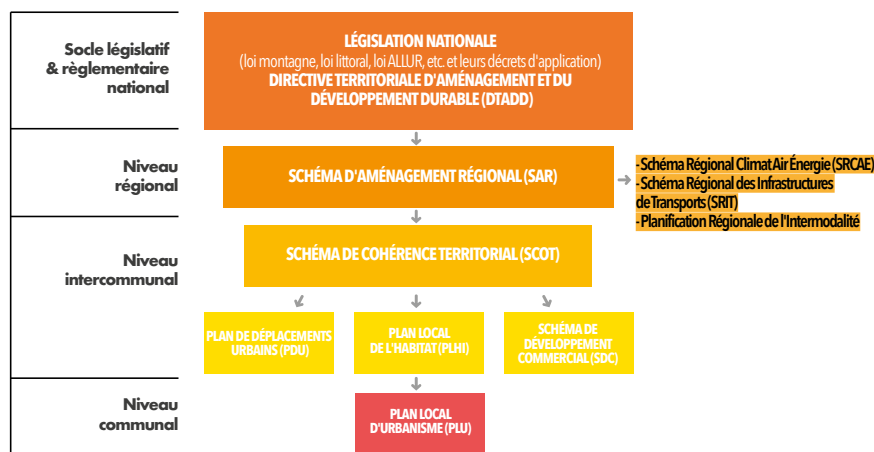 Socle législatif
& règlementaire
national
LÉGISLATION NATIONALE
(loi montagne, loi littoral, loi ALLUR, etc. et leurs décrets d'application)
DIRECTIVE TERRITORIALE D'AMÉNAGEMENT ET DU
DÉVELOPPEMENT DURABLE (DTADD)
Niveau
régional
SCHÉMA D'AMÉNAGEMENT RÉGIONAL (SAR)
- Schéma Régional Climat Air Énergie (SRCAE)
- Schéma Régional des Infrastructures
de Transports (SRIT)
- Planification Régionale de l'Intermodalité
Niveau
intercommunal
SCHÉMA DE COHÉRENCE TERRITORIAL (SCOT)
PLAN DE DÉPLACEMENTS
URBAINS (PDU)
PLAN LOCAL
DE L'HABITAT (PLHI)
SCHÉMA DE
DÉVELOPPEMENT
COMMERCIAL (SDC)
Niveau
communal
PLAN LOCAL
D'URBANISME (PLU)